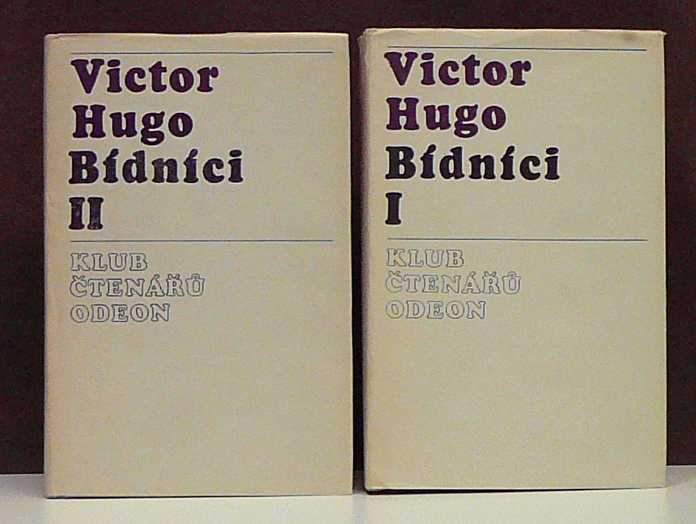 Victor
Hugo
Bídníci
II
KLUB
ČTENÁŘŮ
ODEON
Victor
Hugo
Bídníci
I
KLUB
ČTENÁŘŮ
ODEON